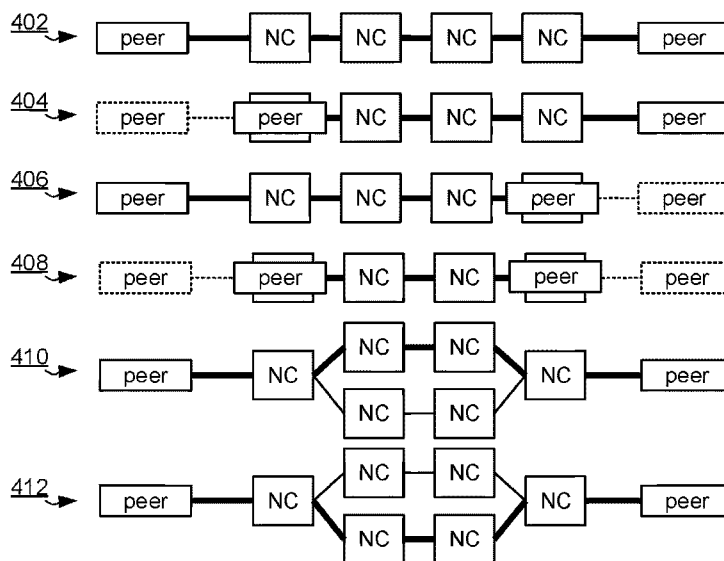 402 peer NC NC NC NC peer
404 peer peer NC NC NC peer
406 peer NC NC NC peer peer
408 peer peer NC NC peer peer
NC NC
410 peer NC NC peer
NC NC
NC NC
412 peer NC NC peer
NC NC